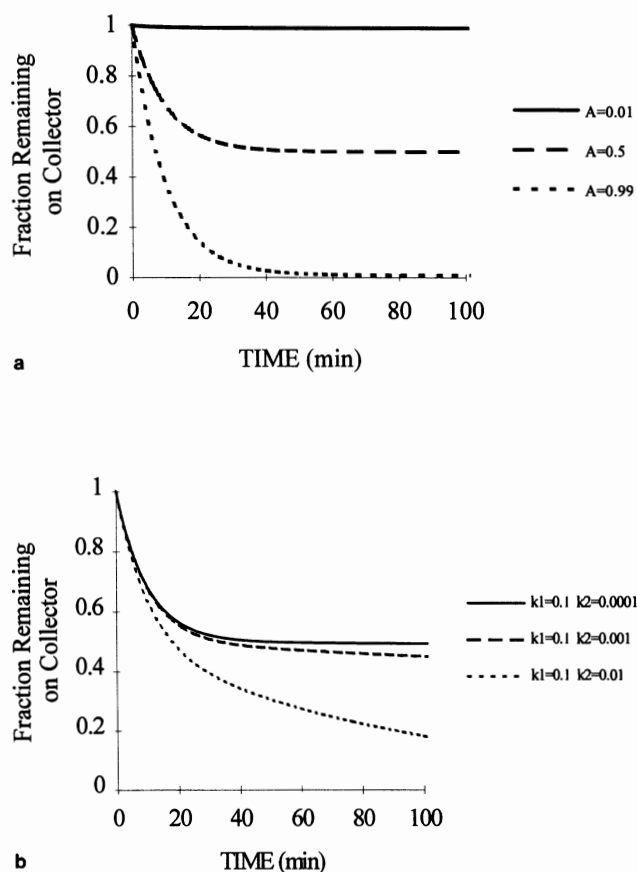 1
0.8
0.6
0.4
0.2
0
Fraction Remaining
on Collector
0 20 40 60 80 100
TIME (min)
A=0.01
A=0.5
A=0.99
a
1
0.8
0.6
0.4
0.2
0
Fraction Remaining
on Collector
0 20 40 60 80 100
TIME (min)
k1=0.1 k2=0.0001
k1=0.1 k2=0.001
k1=0.1 k2=0.01
b